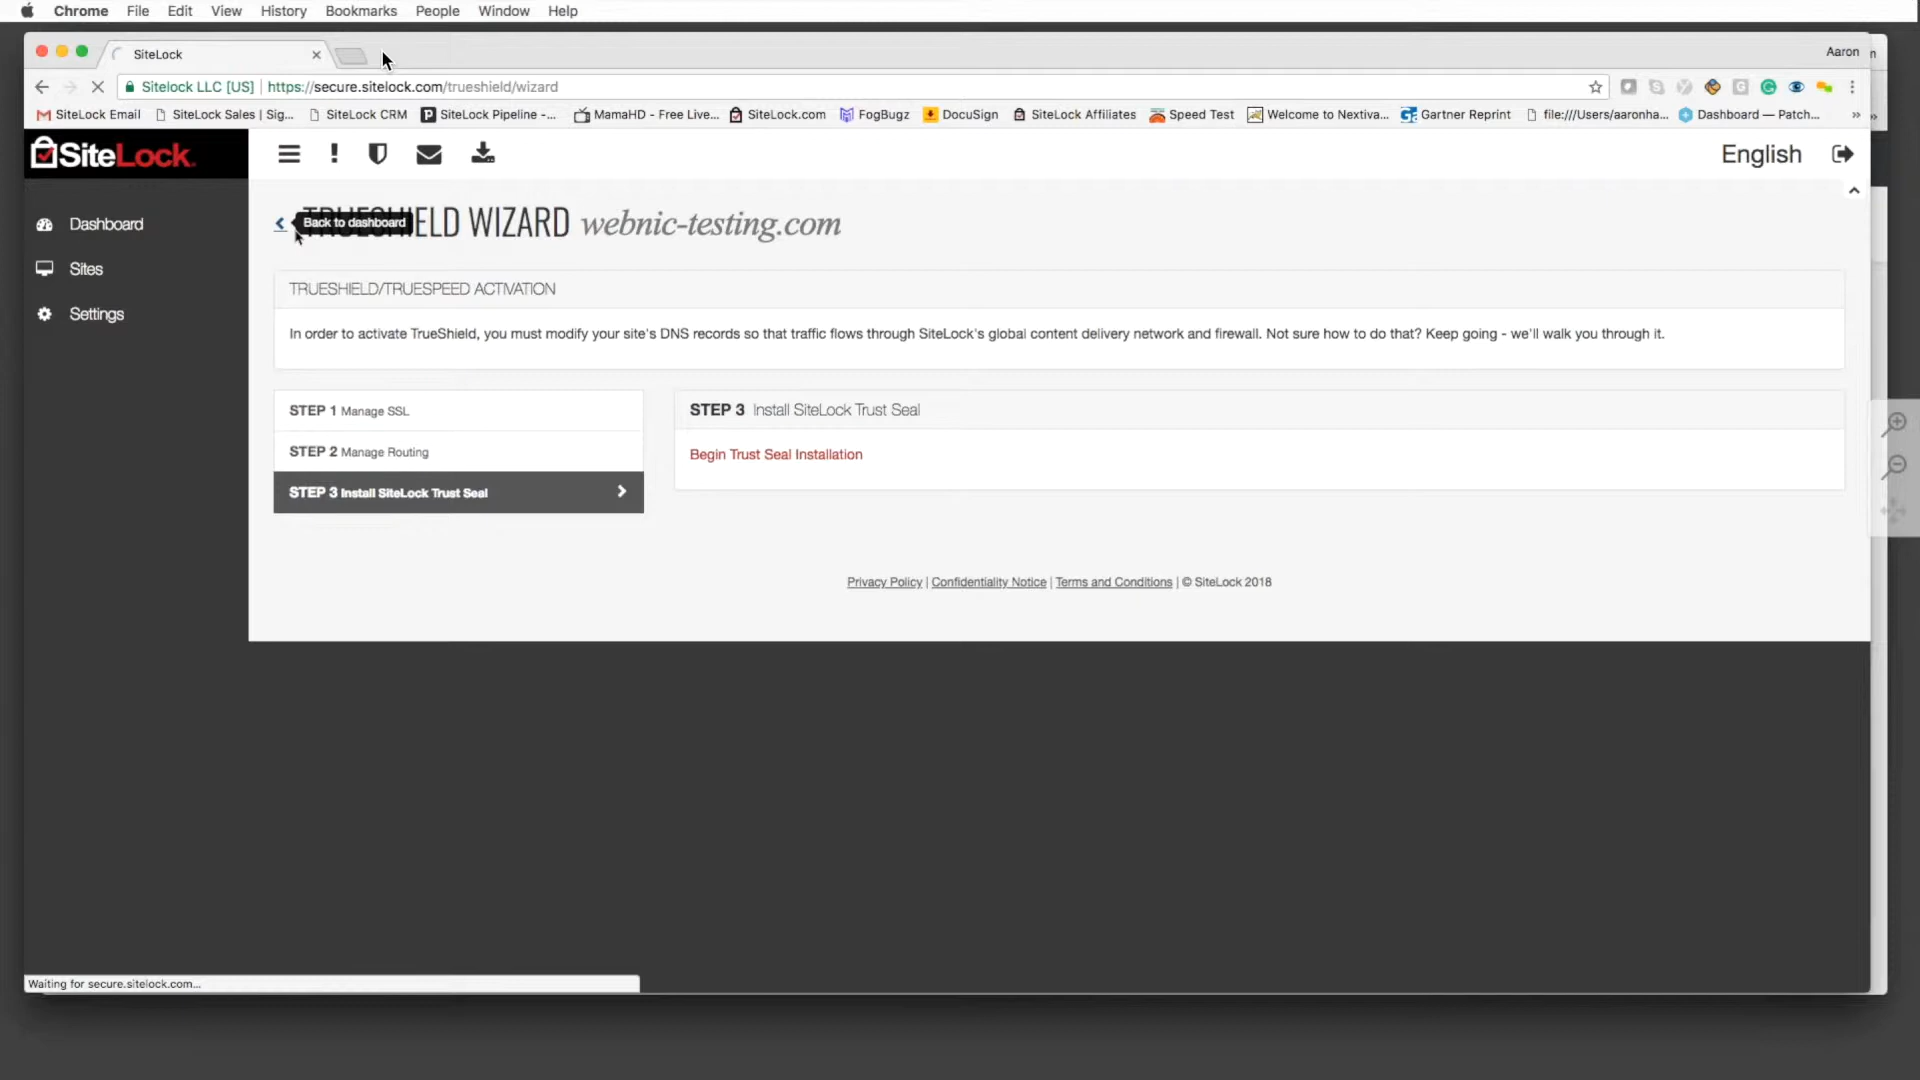 Chrome File Edit View History Bookmarks People Window Help
SiteLock
Aaron
Sitelock LLC [US] https://secure.sitelock.com/trueshield/wizard
SiteLock Email SiteLock Sales | Sig... SiteLock CRM SiteLock Pipeline -... MamaHD - Free Live... SiteLock.com FogBugz DocuSign SiteLock Affiliates Speed Test Welcome to Nextiva... Gartner Reprint file:///Users/aaronha... Dashboard — Patch...
SiteLock
English
Dashboard
Sites
Settings
Back to dashboard
WIZARD webnic-testing.com
TRUESHIELD/TRUESPEED ACTIVATION
In order to activate TrueShield, you must modify your site's DNS records so that traffic flows through SiteLock's global content delivery network and firewall. Not sure how to do that? Keep going - we'll walk you through it.
STEP 1 Manage SSL
STEP 2 Manage Routing
STEP 3 Install SiteLock Trust Seal
STEP 3 Install SiteLock Trust Seal
Begin Trust Seal Installation
Privacy Policy | Confidentiality Notice | Terms and Conditions | © SiteLock 2018
Waiting for secure.sitelock.com...